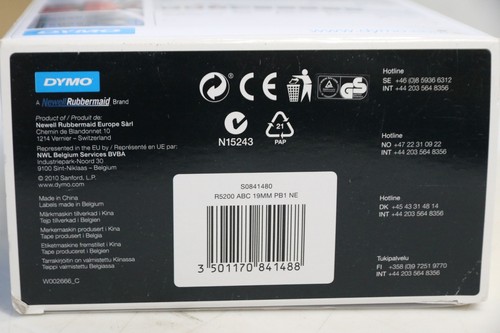 DYMO
A NewellRubbermaid Brand
Product of / Produit de:
Newell Rubbermaid Europe Sàrl
Chemin de Blandonnet 10
1214 Vernier – Switzerland
Represented in the EU by / Représenté en UE par:
NWL Belgium Services BVBA
Industriepark-Noord 30
9100 Sint-Niklaas – Belgium
© 2010 Sanford, L.P.
www.dymo.com
Made in China
Labels made in Belgium
Märkmaskin tillverkad i Kina
Tejp tillverkad i Belgien
Merkemaskin produsert i Kina
Tape produsert i Belgia
Etiketmaskine fremstillet i Kina
Tape produceret i Belgien
Tarrakirjoitin on valmistettu Kiinassa
Teippi valmistettu Belgiassa
W002666_C
CE
GS
N15243
21
PAP
S0841480
R5200 ABC 19MM PB1 NE
3 501170 841488
Hotline
SE +46 (0)8 5936 6312
INT +44 203 564 8356
Hotline
NO +47 22 31 09 22
INT +44 203 564 8356
Hotline
DK +45 43 31 48 14
INT +44 203 564 8356
Tukipalvelu
FI +358 (0)9 7251 9770
INT +44 203 564 8356